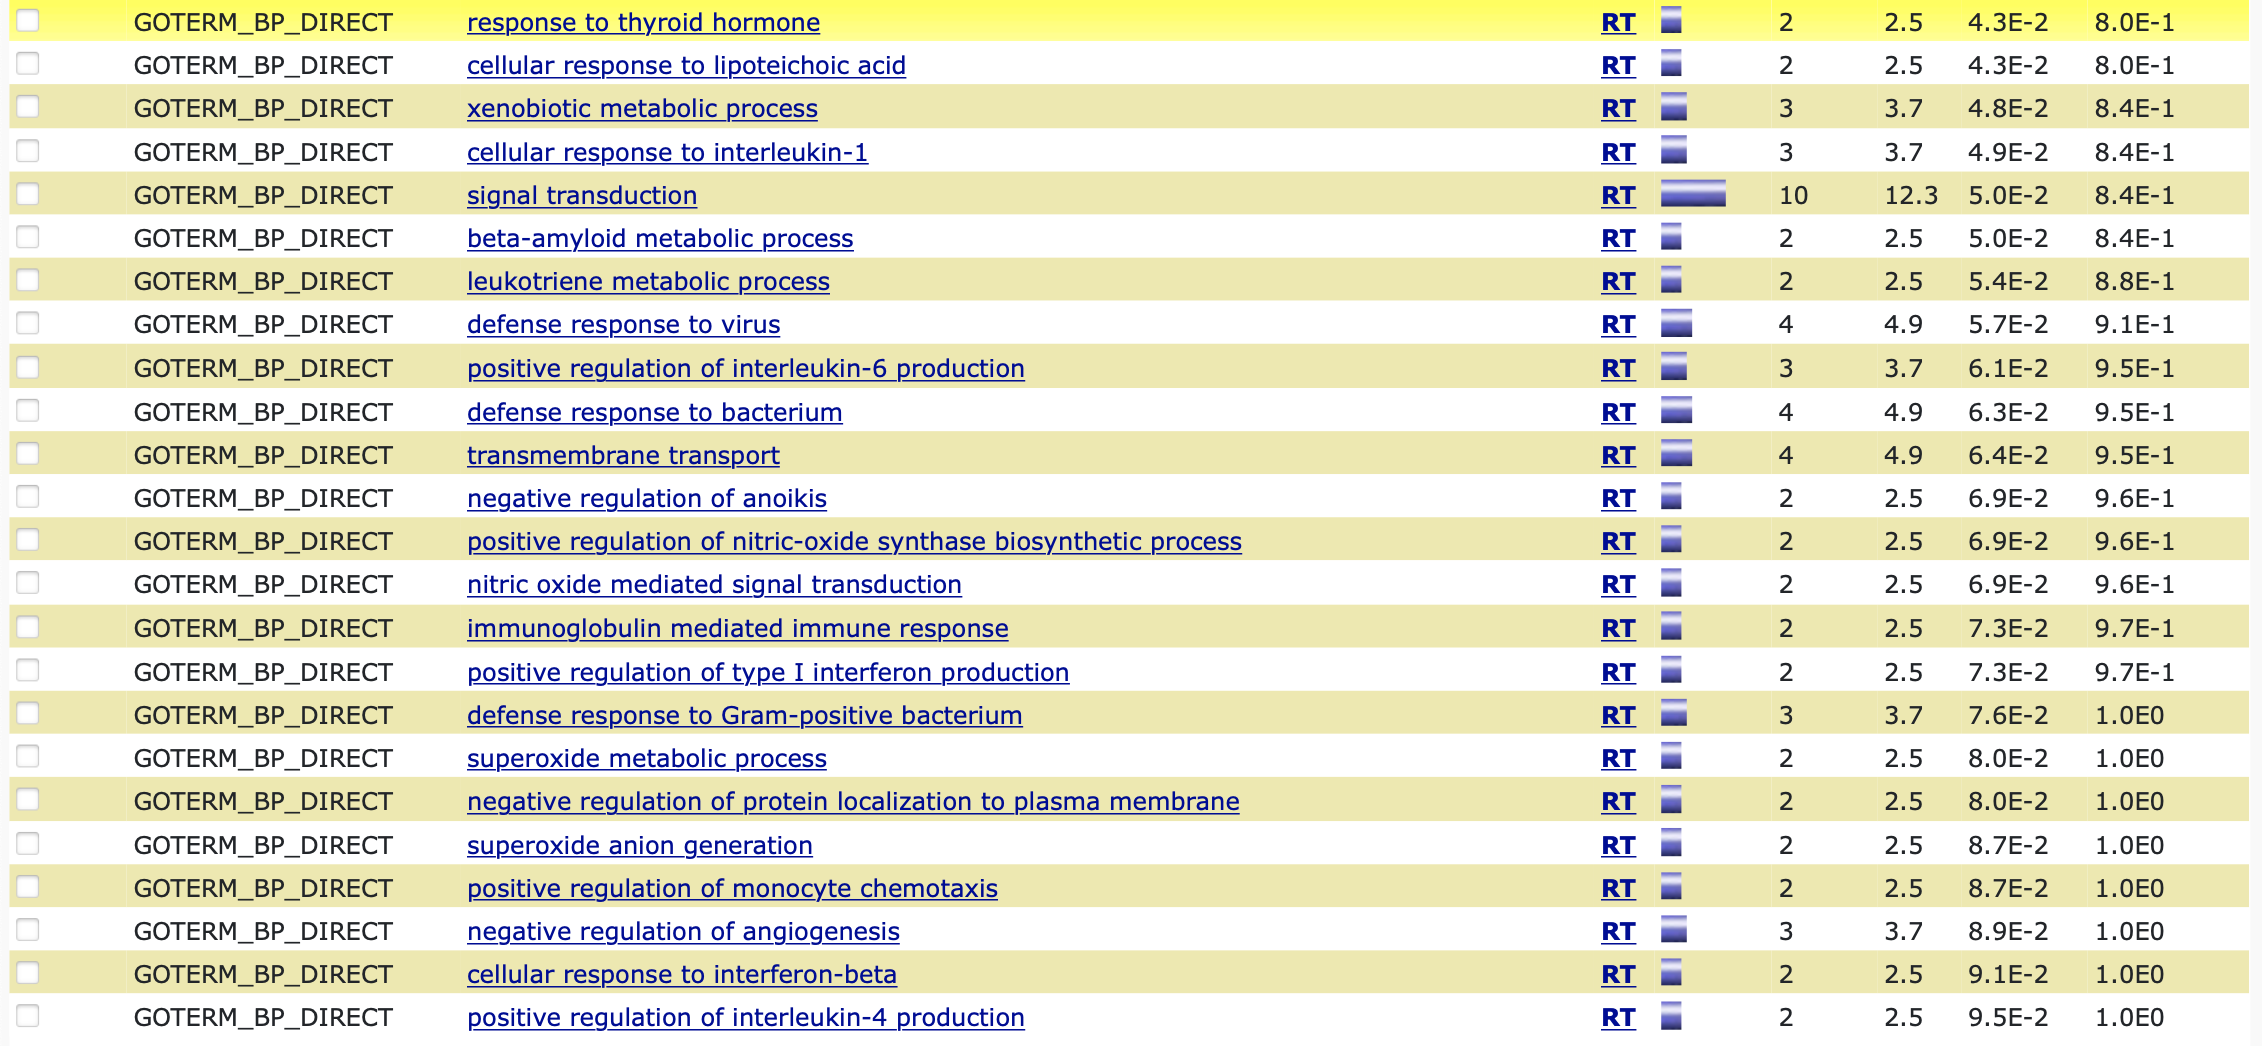 GOTERM_BP_DIRECT response to thyroid hormone RT 2 2.5 4.3E-2 8.0E-1
GOTERM_BP_DIRECT cellular response to lipoteichoic acid RT 2 2.5 4.3E-2 8.0E-1
GOTERM_BP_DIRECT xenobiotic metabolic process RT 3 3.7 4.8E-2 8.4E-1
GOTERM_BP_DIRECT cellular response to interleukin-1 RT 3 3.7 4.9E-2 8.4E-1
GOTERM_BP_DIRECT signal transduction RT 10 12.3 5.0E-2 8.4E-1
GOTERM_BP_DIRECT beta-amyloid metabolic process RT 2 2.5 5.0E-2 8.4E-1
GOTERM_BP_DIRECT leukotriene metabolic process RT 2 2.5 5.4E-2 8.8E-1
GOTERM_BP_DIRECT defense response to virus RT 4 4.9 5.7E-2 9.1E-1
GOTERM_BP_DIRECT positive regulation of interleukin-6 production RT 3 3.7 6.1E-2 9.5E-1
GOTERM_BP_DIRECT defense response to bacterium RT 4 4.9 6.3E-2 9.5E-1
GOTERM_BP_DIRECT transmembrane transport RT 4 4.9 6.4E-2 9.5E-1
GOTERM_BP_DIRECT negative regulation of anoikis RT 2 2.5 6.9E-2 9.6E-1
GOTERM_BP_DIRECT positive regulation of nitric-oxide synthase biosynthetic process RT 2 2.5 6.9E-2 9.6E-1
GOTERM_BP_DIRECT nitric oxide mediated signal transduction RT 2 2.5 6.9E-2 9.6E-1
GOTERM_BP_DIRECT immunoglobulin mediated immune response RT 2 2.5 7.3E-2 9.7E-1
GOTERM_BP_DIRECT positive regulation of type I interferon production RT 2 2.5 7.3E-2 9.7E-1
GOTERM_BP_DIRECT defense response to Gram-positive bacterium RT 3 3.7 7.6E-2 1.0E0
GOTERM_BP_DIRECT superoxide metabolic process RT 2 2.5 8.0E-2 1.0E0
GOTERM_BP_DIRECT negative regulation of protein localization to plasma membrane RT 2 2.5 8.0E-2 1.0E0
GOTERM_BP_DIRECT superoxide anion generation RT 2 2.5 8.7E-2 1.0E0
GOTERM_BP_DIRECT positive regulation of monocyte chemotaxis RT 2 2.5 8.7E-2 1.0E0
GOTERM_BP_DIRECT negative regulation of angiogenesis RT 3 3.7 8.9E-2 1.0E0
GOTERM_BP_DIRECT cellular response to interferon-beta RT 2 2.5 9.1E-2 1.0E0
GOTERM_BP_DIRECT positive regulation of interleukin-4 production RT 2 2.5 9.5E-2 1.0E0